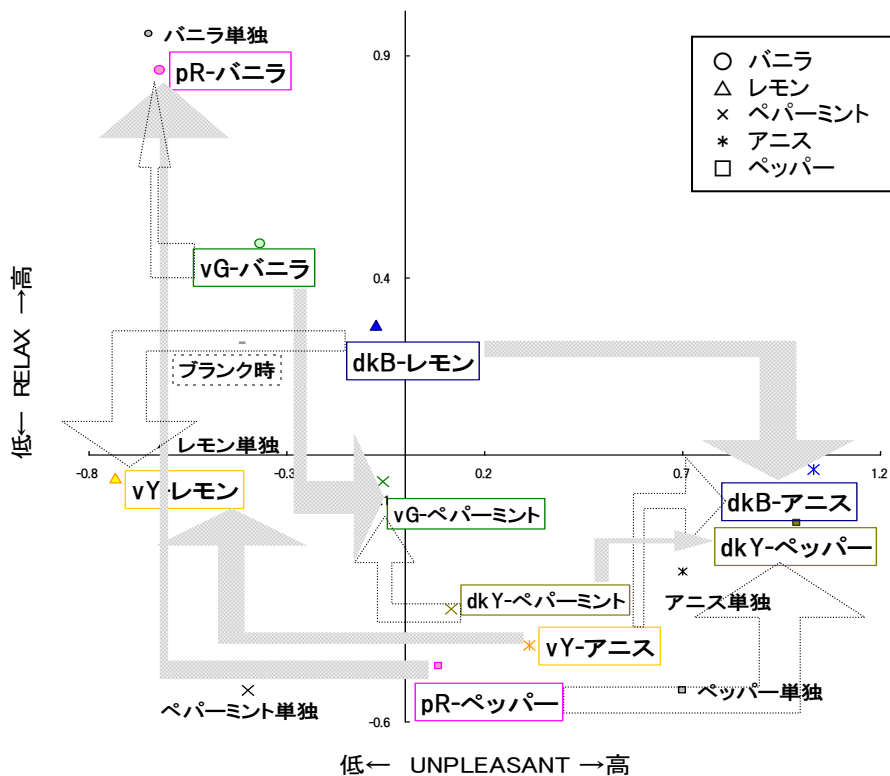 バニラ単独
0.9
pR-バニラ
バニラ
レモン
ペパーミント
アニス
ペッパー
vG-バニラ
0.4
低← RELAX →高
dkB-レモン
ブランク時
レモン単独
-0.8
-0.3
0.2
0.7
1.2
vY-レモン
vG-ペパーミント
dkB-アニス
dkY-ペッパー
dkY-ペパーミント
アニス単独
vY-アニス
ペパーミント単独
pR-ペッパー
ペッパー単独
-0.6
低← UNPLEASANT →高